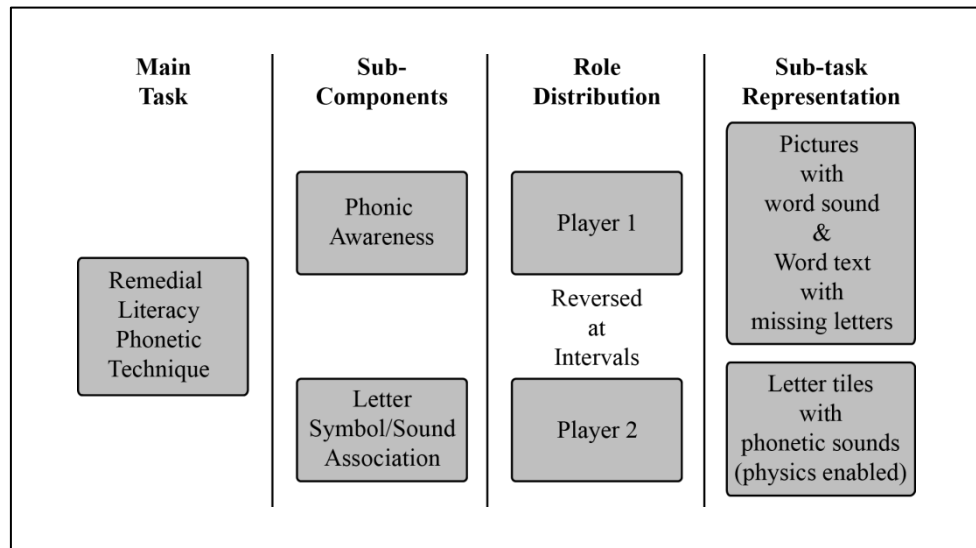 Main
Task
Sub-
Components
Role
Distribution
Sub-task
Representation
Remedial
Literacy
Phonetic
Technique
Phonic
Awareness
Letter
Symbol/Sound
Association
Player 1
Reversed
at
Intervals
Player 2
Pictures
with
word sound
&
Word text
with
missing letters
Letter tiles
with
phonetic sounds
(physics enabled)